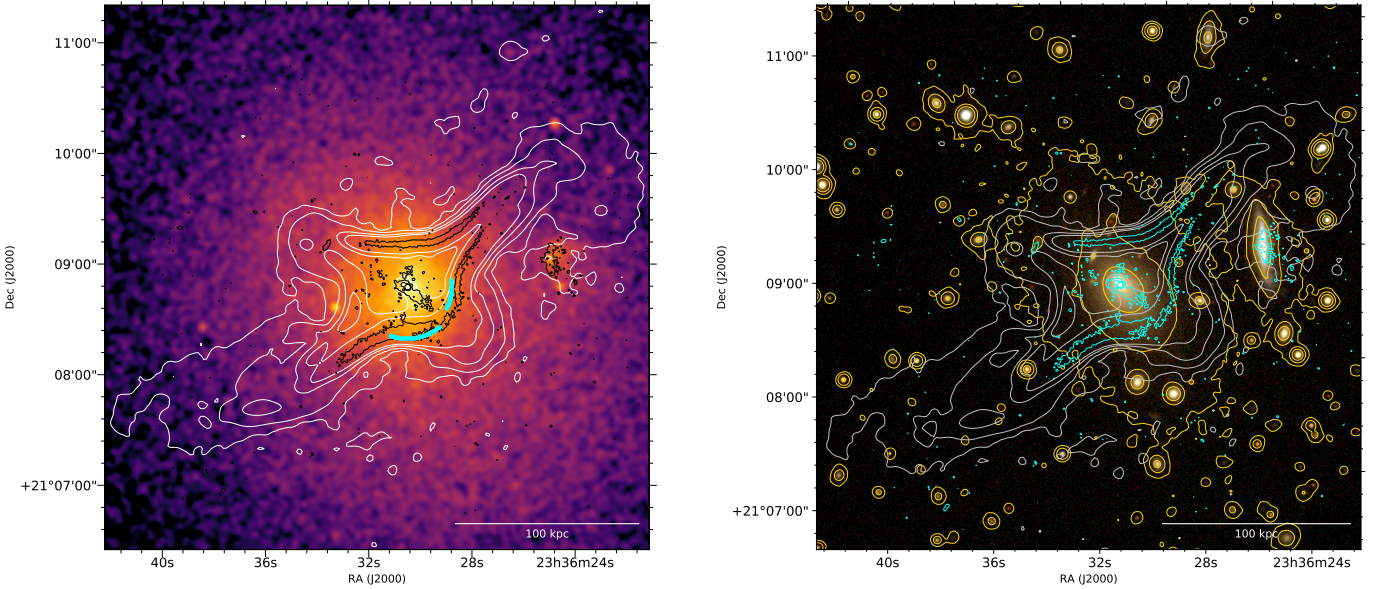 11'00"
10'00"
09'00"
08'00"
+21°07'00"
Dec (J2000)
100 kpc
40s
36s
32s
28s
23h36m24s
RA (J2000)
11'00"
10'00"
09'00"
08'00"
+21°07'00"
Dec (J2000)
100 kpc
40s
36s
32s
28s
23h36m24s
RA (J2000)